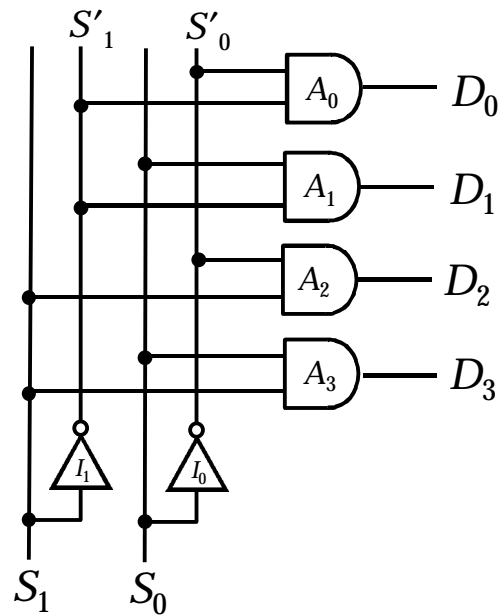 S'₁ S'₀
A₀ D₀
A₁ D₁
A₂ D₂
A₃ D₃
I₁ I₀
S₁ S₀